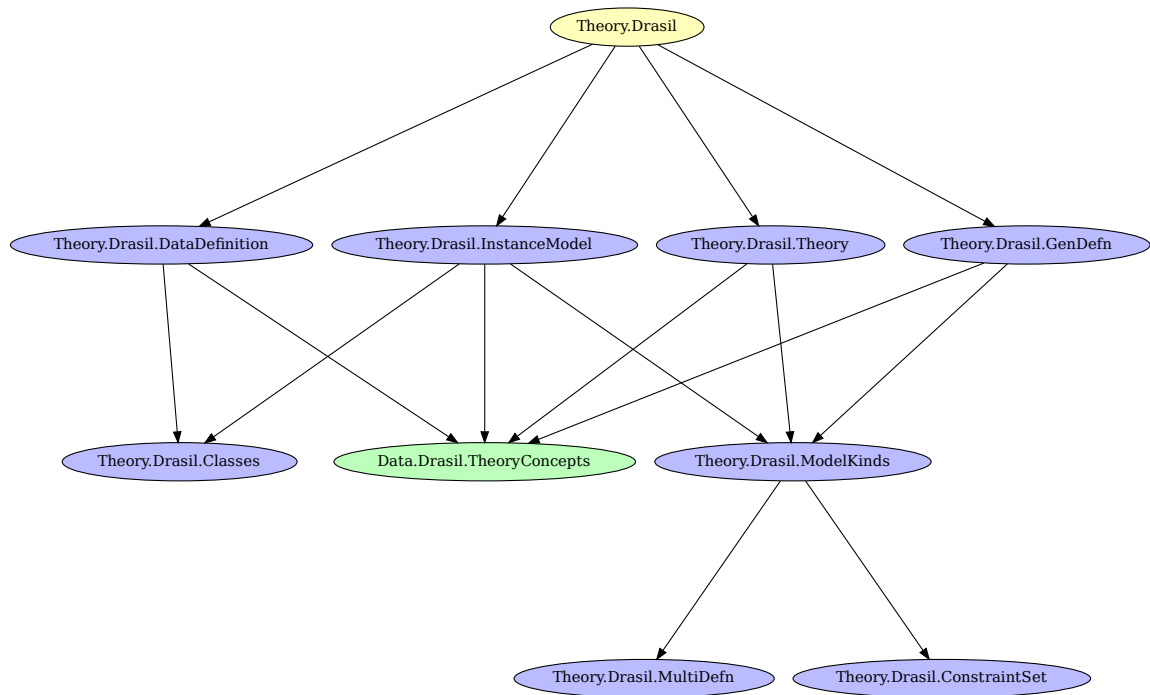 Theory.Drasil
Theory.Drasil.DataDefinition
Theory.Drasil.InstanceModel
Theory.Drasil.Theory
Theory.Drasil.GenDefn
Theory.Drasil.Classes
Data.Drasil.TheoryConcepts
Theory.Drasil.ModelKinds
Theory.Drasil.MultiDefn
Theory.Drasil.ConstraintSet